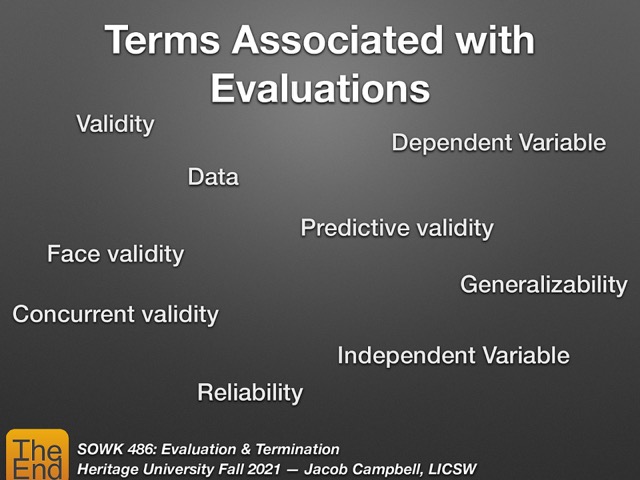 Terms Associated with
Evaluations
Validity
Dependent Variable
Data
Predictive validity
Face validity
Generalizability
Concurrent validity
Independent Variable
Reliability
The
End
SOWK 486: Evaluation & Termination
Heritage University Fall 2021 — Jacob Campbell, LICSW